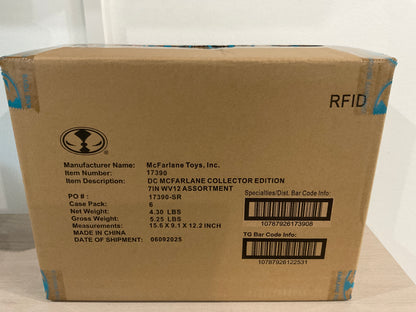 RFID
Manufacturer Name: McFarlane Toys, Inc.
Item Number: 17390
Item Description: DC MCFARLANE COLLECTOR EDITION
7IN WV12 ASSORTMENT
PO # : 17390-SR
Case Pack: 6
Net Weight: 4.30 LBS
Gross Weight: 5.25 LBS
Measurements: 15.6 X 9.1 X 12.2 INCH
MADE IN CHINA
DATE OF SHIPMENT: 06092025
Specialties/Dist. Bar Code Info:
10787926173908
TG Bar Code Info:
10787926122531